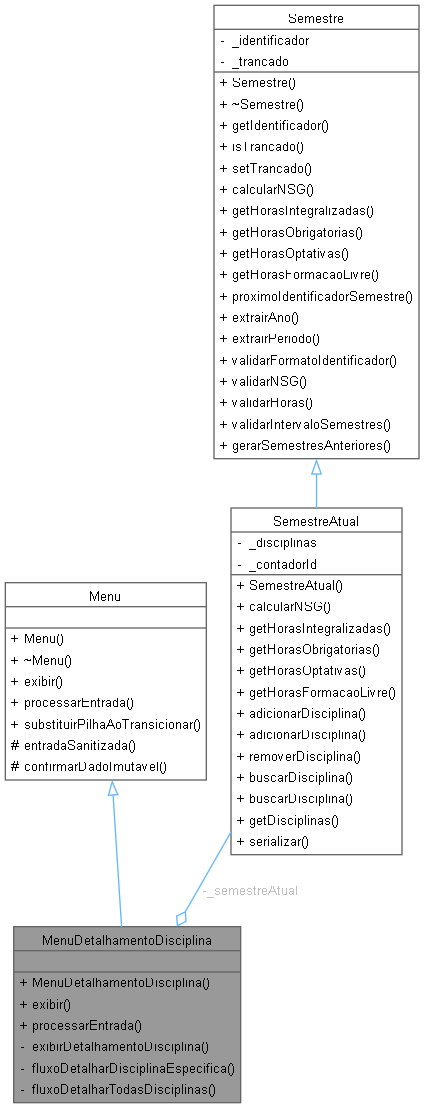 Semestre
- _identificador
- _trancado
+ Semestre()
+ ~Semestre()
+ getIdentificador()
+ isTrancado()
+ setTrancado()
+ calcularNSG()
+ getHorasIntegralizadas()
+ getHorasObrigatorias()
+ getHorasOptativas()
+ getHorasFormacaoLivre()
+ proximoIdentificadorSemestre()
+ extrairAno()
+ extrairPeriodo()
+ validarFormatoIdentificador()
+ validarNSG()
+ validarHoras()
+ validarIntervaloSemestres()
+ gerarSemestresAnteriores()
SemestreAtual
- _disciplinas
- _contadorId
+ SemestreAtual()
+ calcularNSG()
+ getHorasIntegralizadas()
+ getHorasObrigatorias()
+ getHorasOptativas()
+ getHorasFormacaoLivre()
+ adicionarDisciplina()
+ adicionarDisciplina()
+ removerDisciplina()
+ buscarDisciplina()
+ buscarDisciplina()
+ getDisciplinas()
+ serializar()
Menu
+ Menu()
+ ~Menu()
+ exibir()
+ processarEntrada()
+ substituirPilhaAoTransicionar()
# entradaSanitizada()
# confirmarDadoImutavel()
-_semestreAtual
MenuDetalhamentoDisciplina
+ MenuDetalhamentoDisciplina()
+ exibir()
+ processarEntrada()
- exibirDetalhamentoDisciplina()
- fluxoDetalharDisciplinaEspecifica()
- fluxoDetalharTodasDisciplinas()